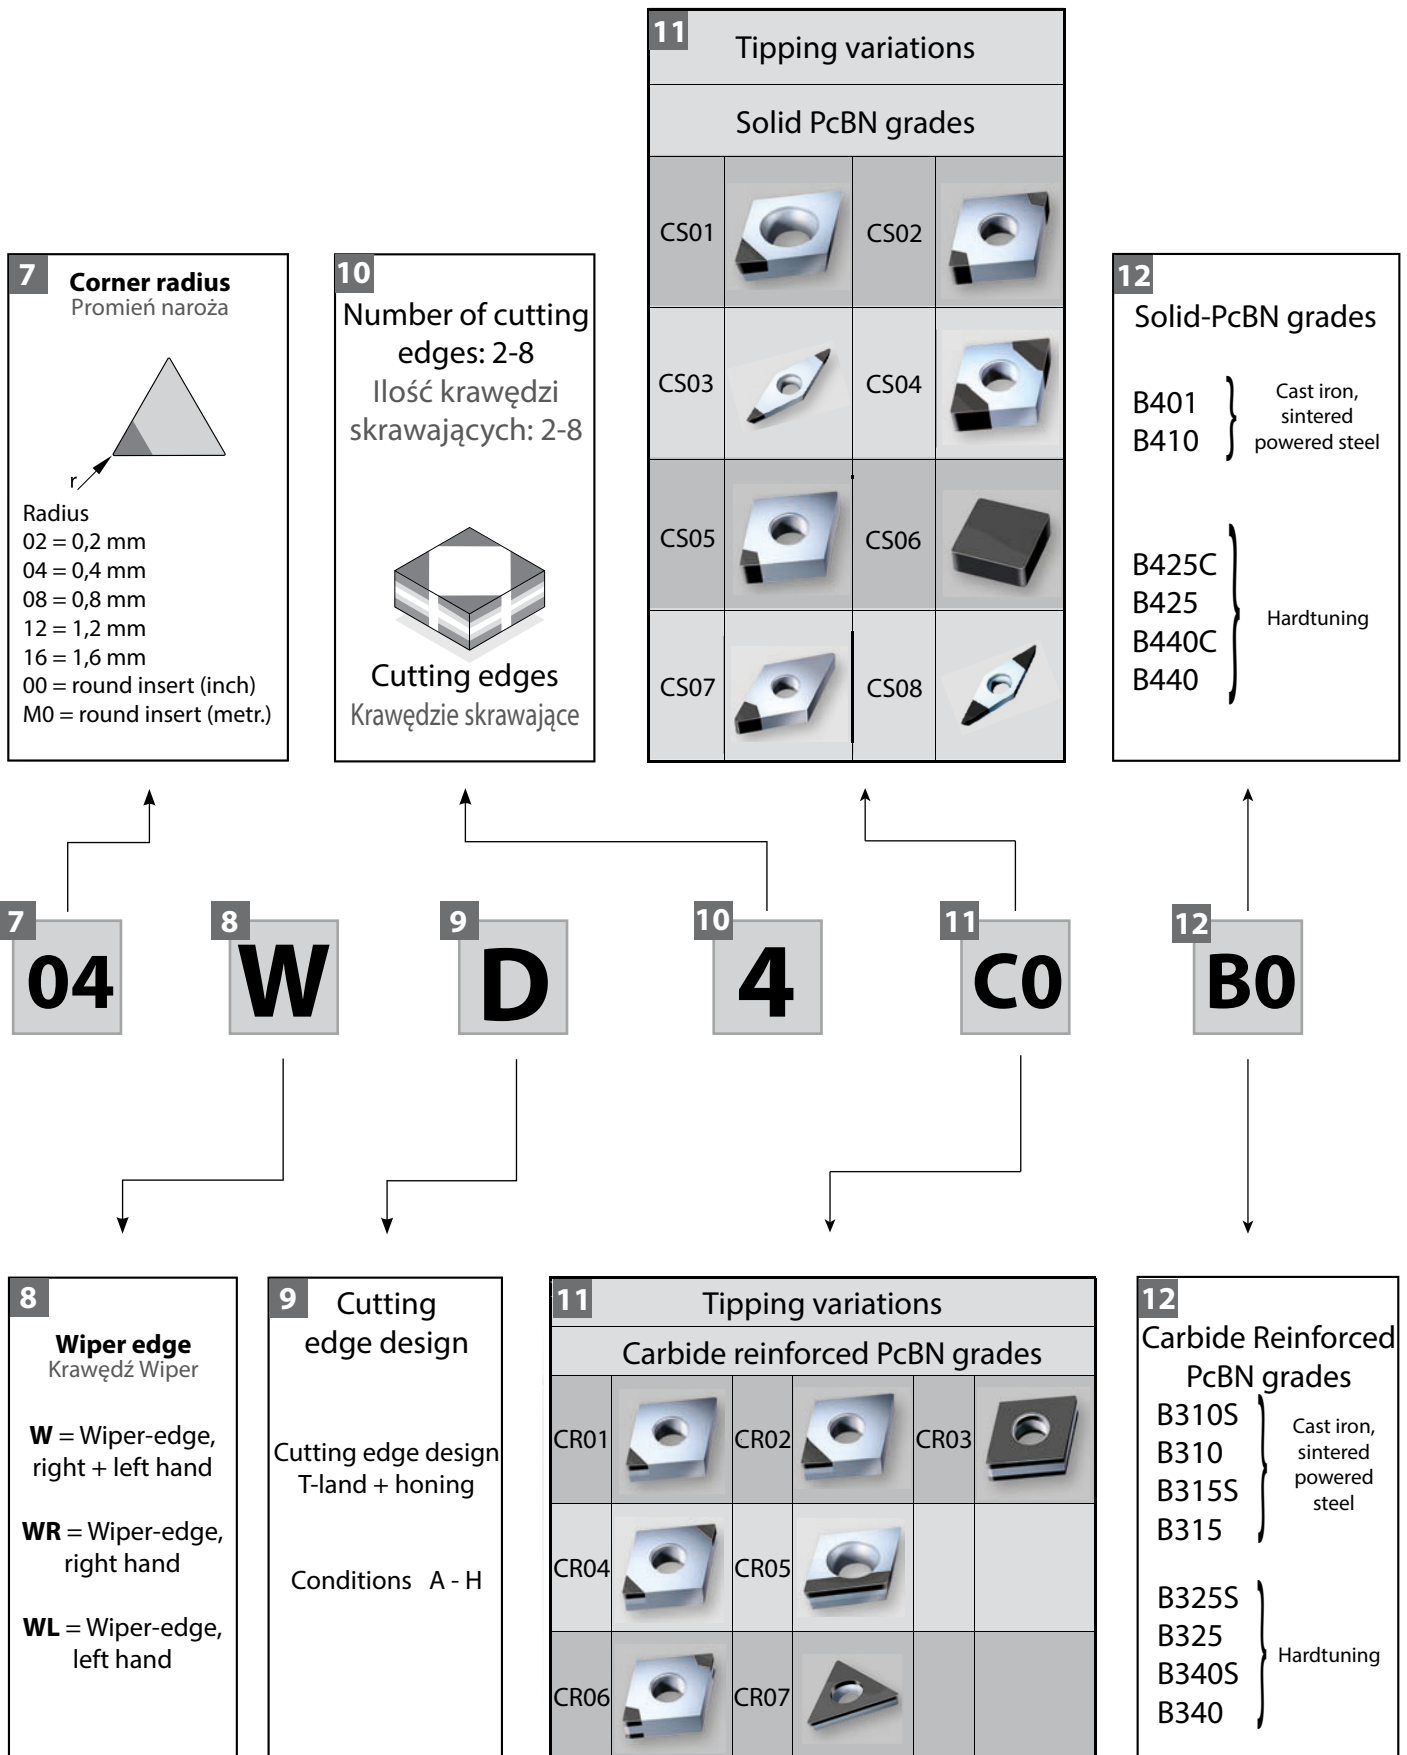 11
Tipping variations
Solid PcBN grades
CS01
CS02
CS03
CS04
CS05
CS06
CS07
CS08
7
Corner radius
Promień naroża
r
Radius
02 = 0,2 mm
04 = 0,4 mm
08 = 0,8 mm
12 = 1,2 mm
16 = 1,6 mm
00 = round insert (inch)
M0 = round insert (metr.)
10
Number of cutting
edges: 2-8
Ilość krawędzi
skrawających: 2-8
Cutting edges
Krawędzie skrawające
12
Solid-PcBN grades
B401
B410
Cast iron,
sintered
powered steel
B425C
B425
B440C
B440
Hardtuning
7
04
8
W
9
D
10
4
11
C0
12
B0
8
Wiper edge
Krawędź Wiper
W = Wiper-edge,
right + left hand
WR = Wiper-edge,
right hand
WL = Wiper-edge,
left hand
9
Cutting
edge design
Cutting edge design
T-land + honing
Conditions A - H
11
Tipping variations
Carbide reinforced PcBN grades
CR01
CR02
CR03
CR04
CR05
CR06
CR07
12
Carbide Reinforced
PcBN grades
B310S
B310
B315S
B315
Cast iron,
sintered
powered
steel
B325S
B325
B340S
B340
Hardtuning